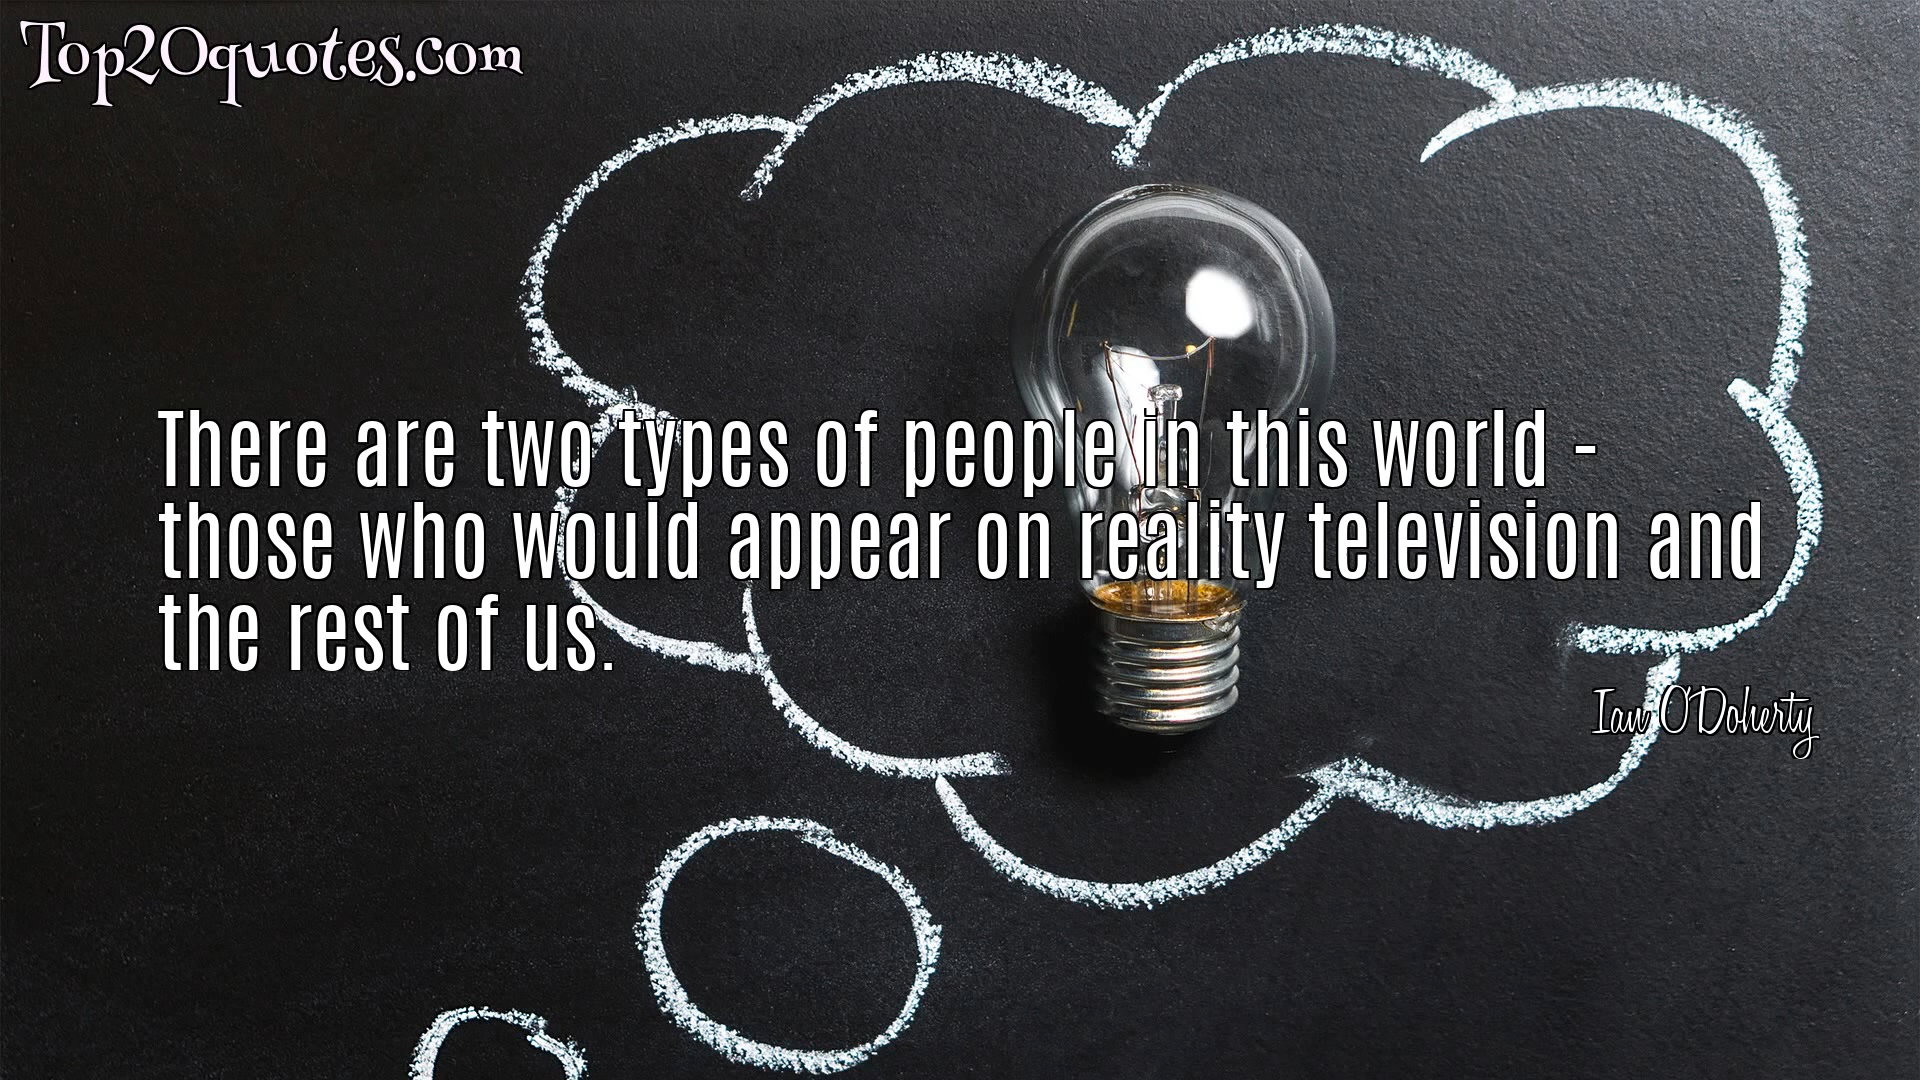 Top20quotes.com
There are two types of people in this world -
those who would appear on reality television and
the rest of us.
Ian O'Doherty